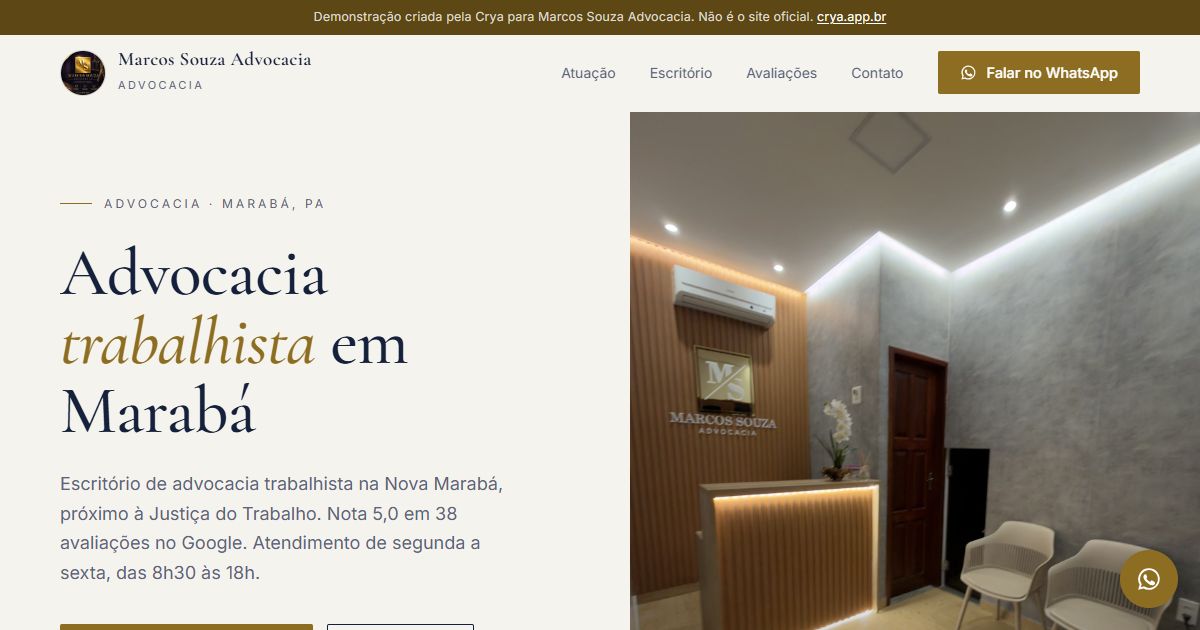 Demonstração criada pela Crya para Marcos Souza Advocacia. Não é o site oficial. crya.app.br
Marcos Souza Advocacia
ADVOCACIA
Atuação
Escritório
Avaliações
Contato
Falar no WhatsApp
ADVOCACIA · MARABÁ, PA
Advocacia
trabalhista em
Marabá
Escritório de advocacia trabalhista na Nova Marabá,
próximo à Justiça do Trabalho. Nota 5,0 em 38
avaliações no Google. Atendimento de segunda a
sexta, das 8h30 às 18h.
MS
MARCOS SOUZA
ADVOCACIA